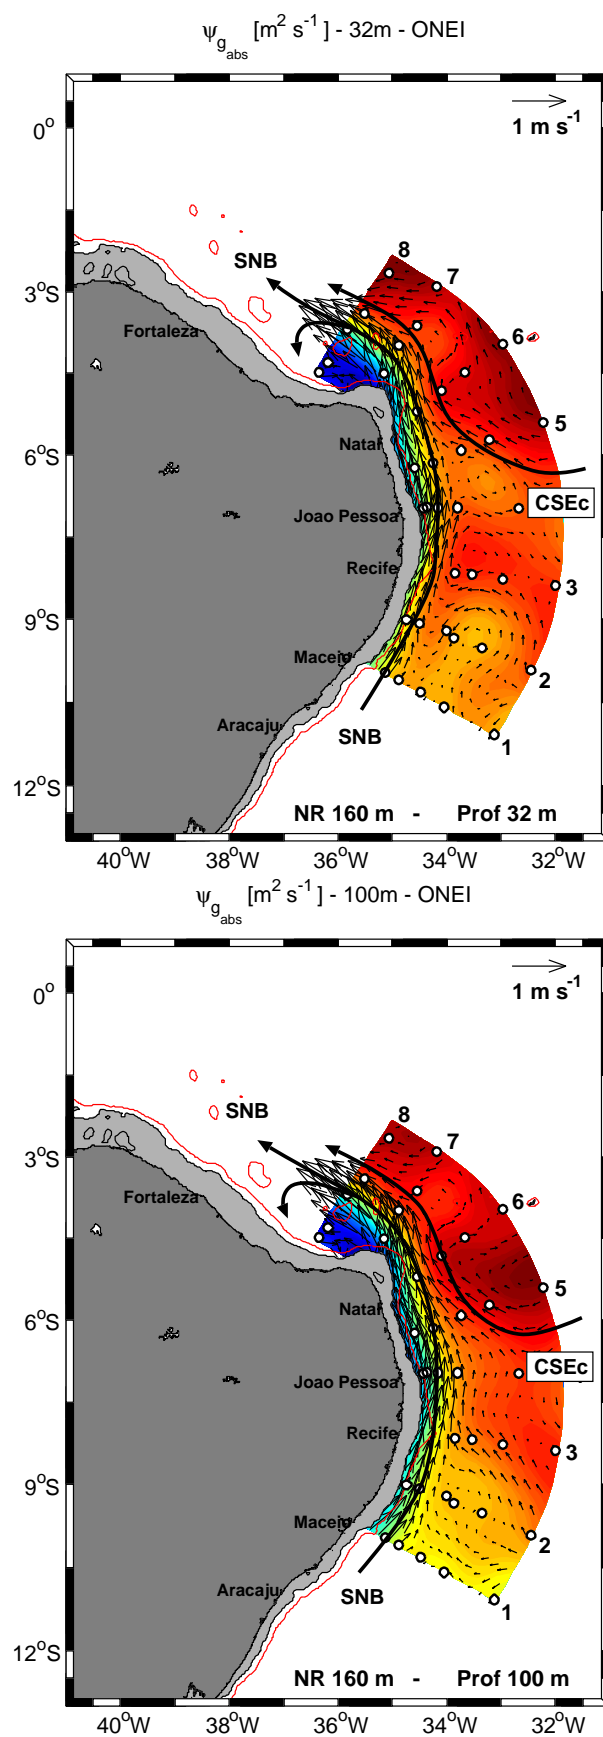 ψg_abs [m² s⁻¹] - 32m - ONEI
1 m s⁻¹
0°
8
7
SNB
3°S
6
Fortaleza
5
Natal
6°S
CSEc
Joao Pessoa
Recife
3
9°S
Maceio
2
Aracaju
SNB
1
12°S
NR 160 m - Prof 32 m
40°W 38°W 36°W 34°W 32°W
ψg_abs [m² s⁻¹] - 100m - ONEI
1 m s⁻¹
0°
SNB
8
7
3°S
6
Fortaleza
5
Natal
6°S
CSEc
Joao Pessoa
Recife
3
9°S
Maceio
2
Aracaju
SNB
1
12°S
NR 160 m - Prof 100 m
40°W 38°W 36°W 34°W 32°W